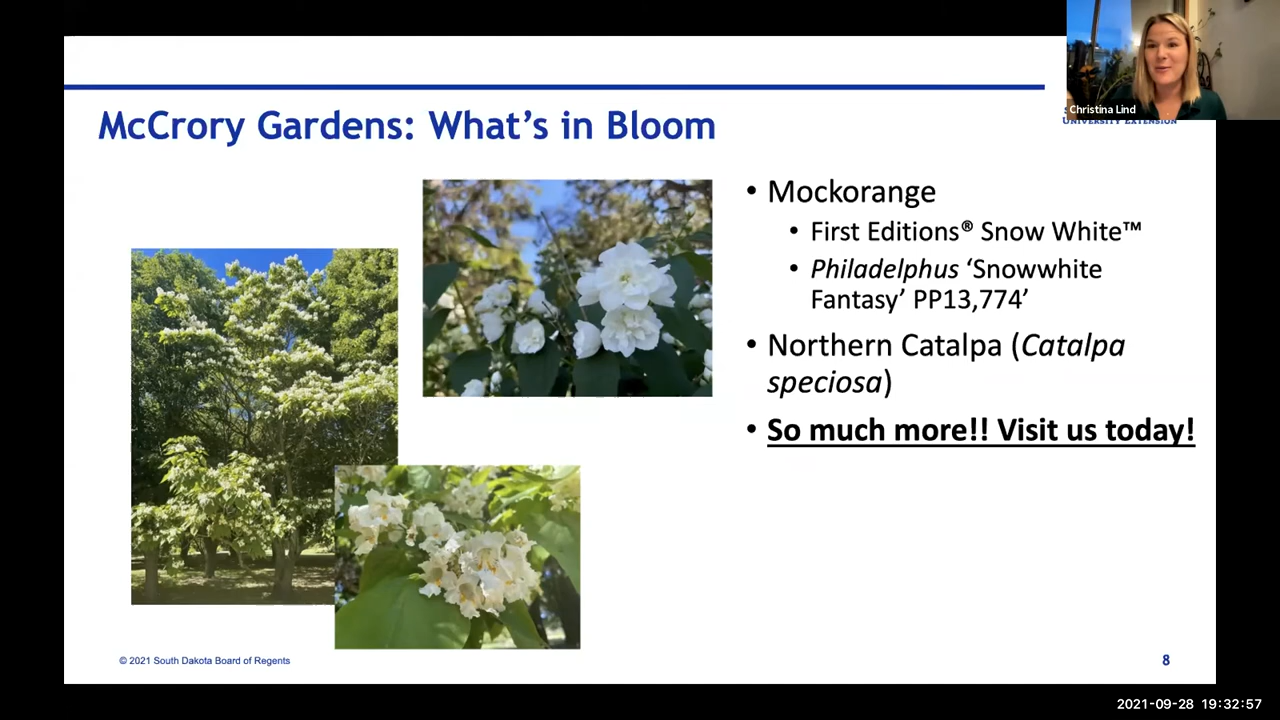 Christina Lind
UNIVERSITY EXTENSION
McCrory Gardens: What's in Bloom
• Mockorange
• First Editions® Snow White™
• Philadelphus ‘Snowwhite
Fantasy’ PP13,774’
• Northern Catalpa (Catalpa
speciosa)
• So much more!! Visit us today!
© 2021 South Dakota Board of Regents
8
2021-09-28 19:32:57